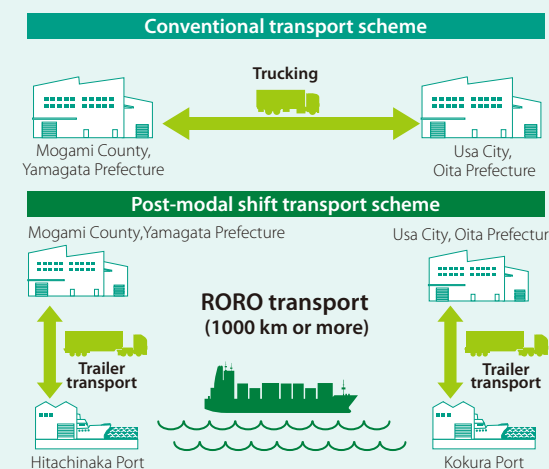 Conventional transport scheme
Trucking
Mogami County,
Yamagata Prefecture
Usa City,
Oita Prefecture
Post-modal shift transport scheme
Mogami County,Yamagata Prefecture
Usa City, Oita Prefectur
RORO transport
(1000 km or more)
Trailer
transport
Trailer
transport
Hitachinaka Port
Kokura Port